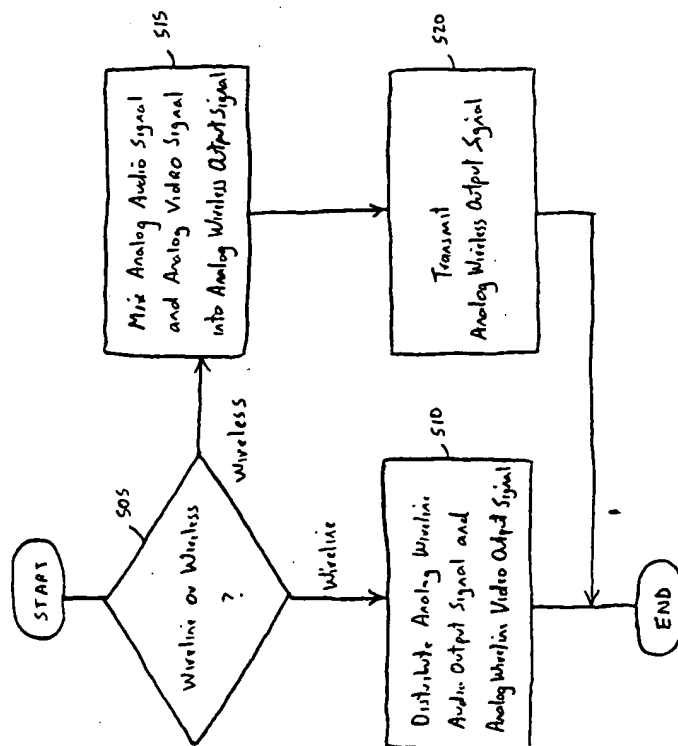 START
505
Wireline or Wireless
?
Wireless
Wireline
515
Mix Analog Audio Signal
and Analog Video Signal
into Analog Wireless Output Signal
510
Distribute Analog Wireline
Audio Output Signal and
Analog Wireline Video Output Signal
520
Transmit
Analog Wireless Output Signal
END